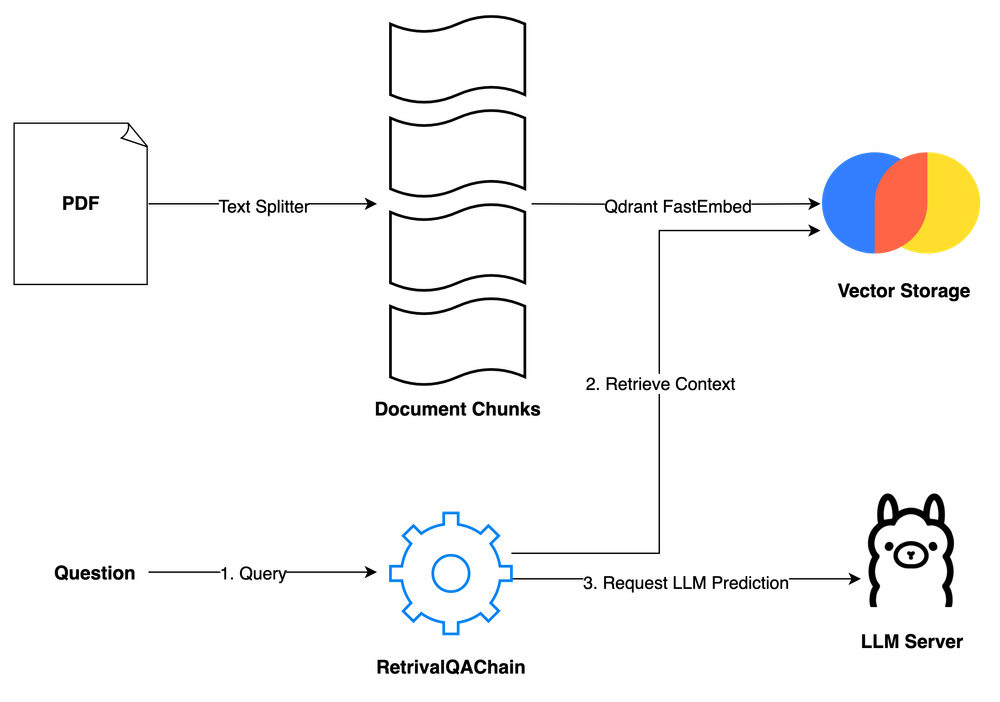 PDF
Text Splitter
Qdrant FastEmbed
Vector Storage
2. Retrieve Context
Document Chunks
Question
1. Query
3. Request LLM Prediction
LLM Server
RetrivalQAChain